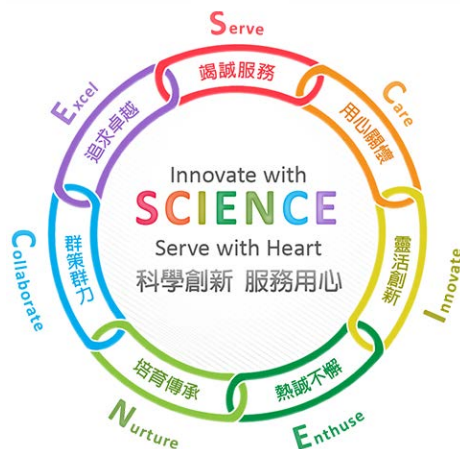 Serve
竭誠服務
Care
用心關懷
Innovate
靈活創新
Enthuse
熱誠不懈
Nurture
培育傳承
Collaborate
群策群力
Excel
追求卓越
Innovate with
SCIENCE
Serve with Heart
科學創新 服務用心